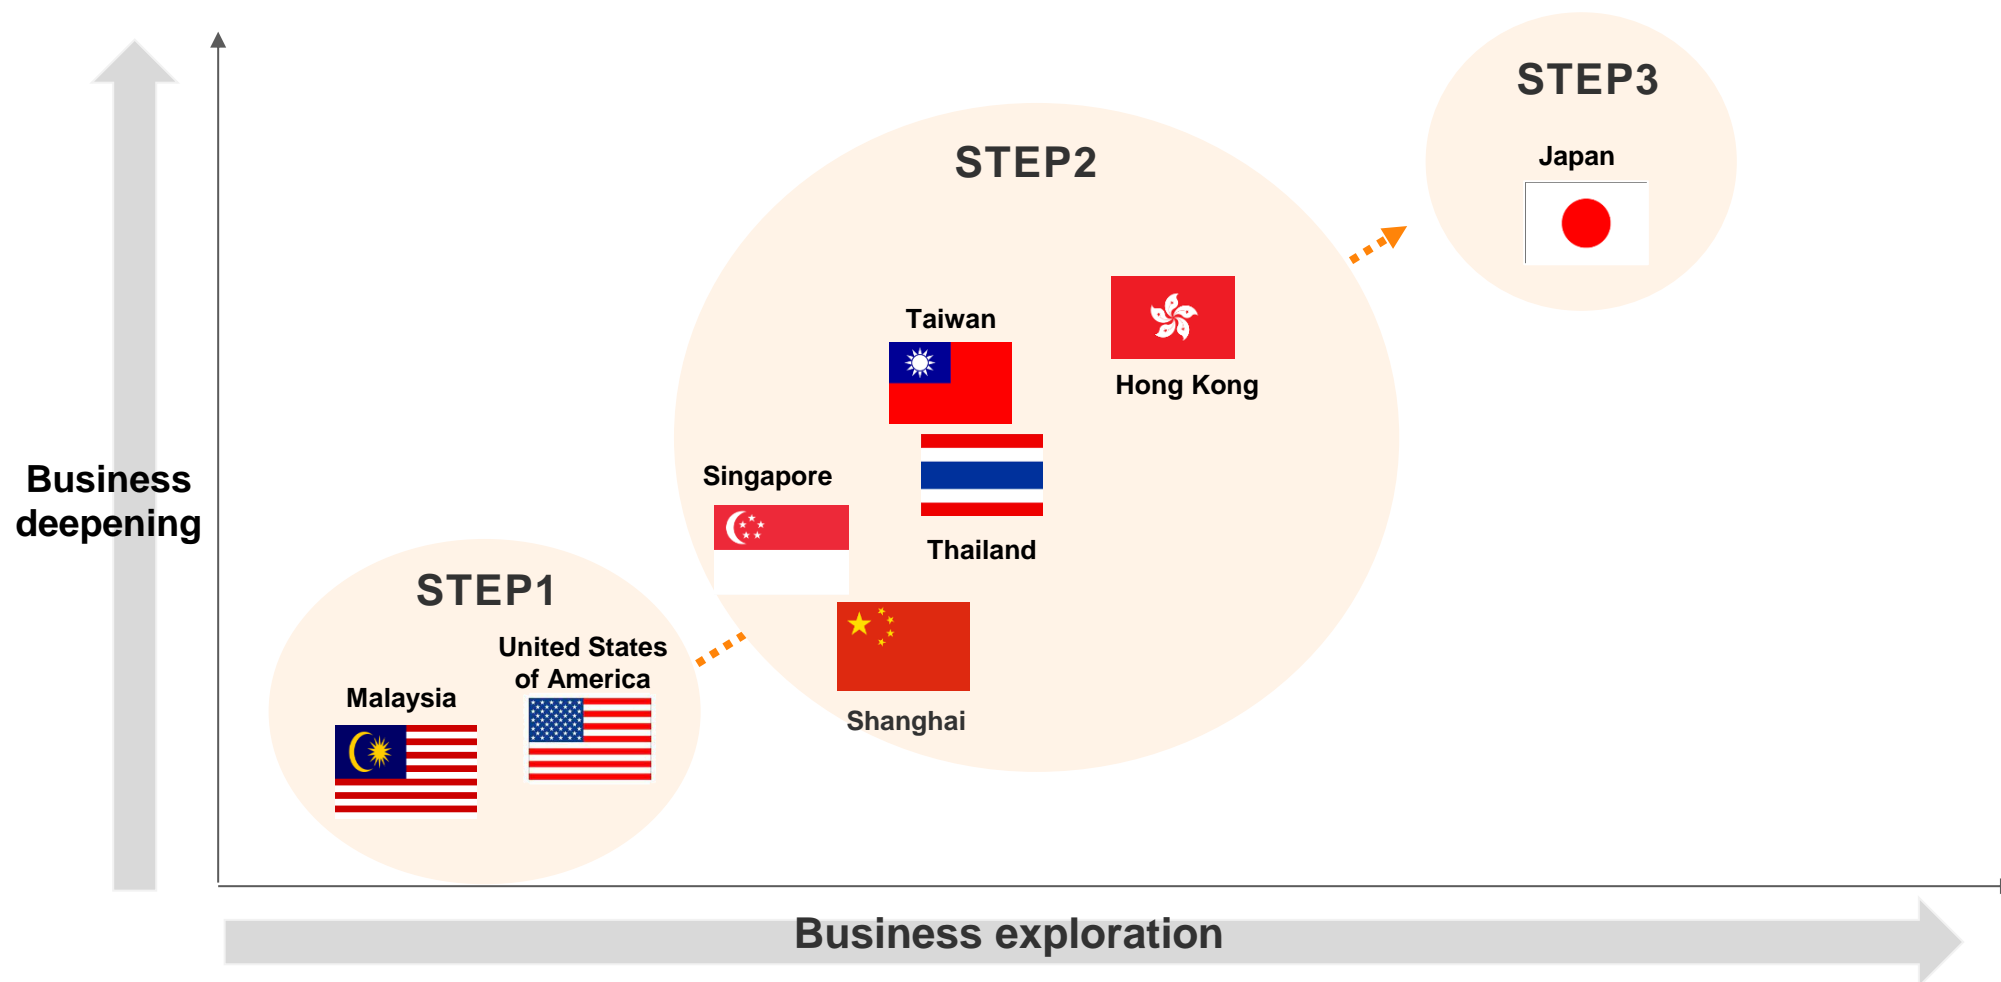 STEP3
Japan
STEP2
Taiwan
Hong Kong
Singapore
Thailand
Shanghai
STEP1
United States
of America
Malaysia
Business
deepening
Business exploration